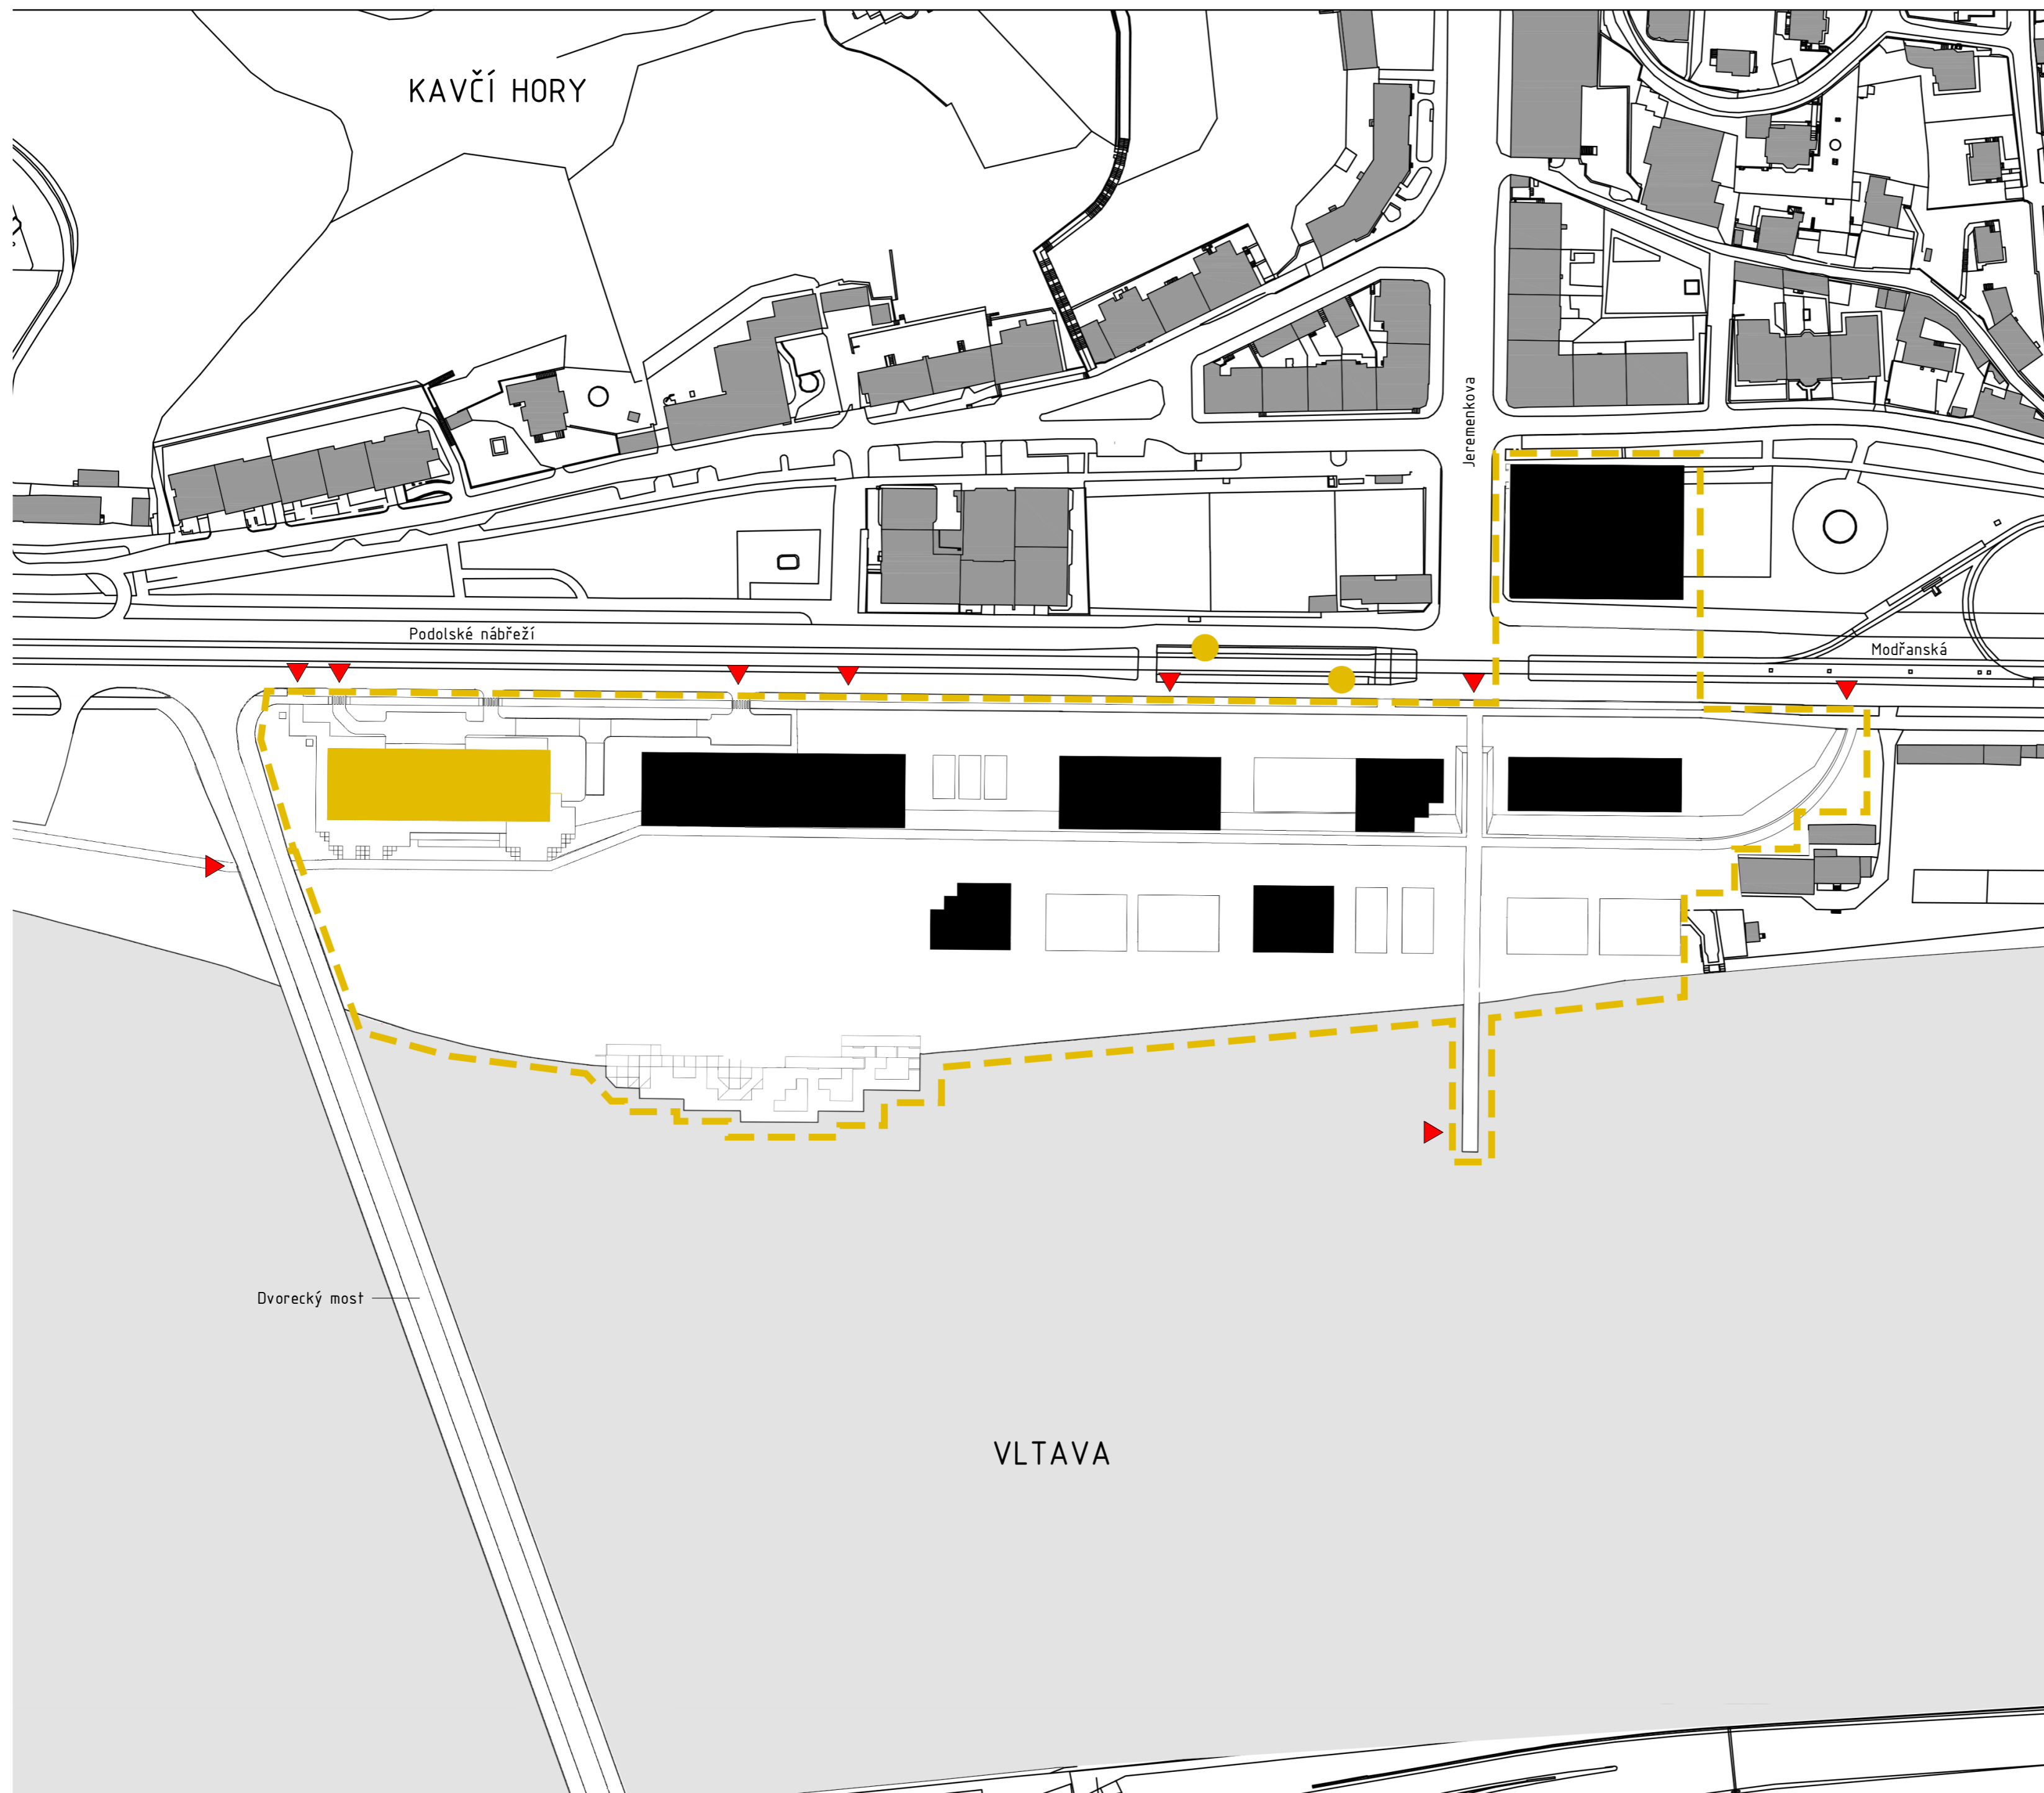 KAVČÍ HORY
Jeremenkova
Podolské nábřeží
Modřanská
Dvorecký most
VLTAVA